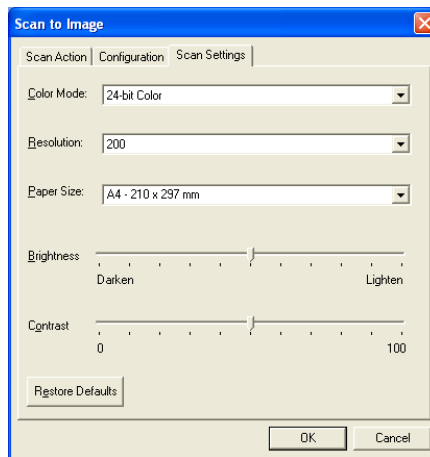 Scan to Image
Scan Action Configuration Scan Settings
Color Mode: 24-bit Color
Resolution: 200
Paper Size: A4 - 210 x 297 mm
Brightness
Darken Lighten
Contrast
0 100
Restore Defaults
OK Cancel